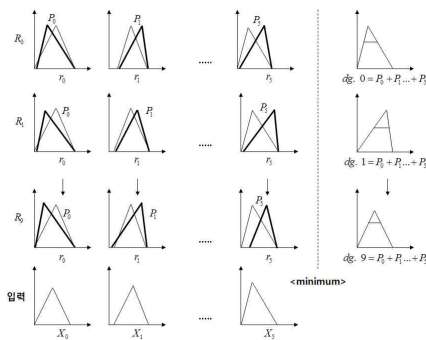 R₀ P₀ P₁ P₅
r₀ r₁ ..... r₅ dg. 0 = P₀ + P₁... + P₅
R₁ P₀ P₁ P₅
r₀ r₁ ..... r₅ dg. 1 = P₀ + P₁... + P₅
R₀ P₀ P₁ P₅
r₀ r₁ r₅ dg. 9 = P₀ + P₁... + P₅
<minimum>
입력 .....
X₀ X₁ X₅